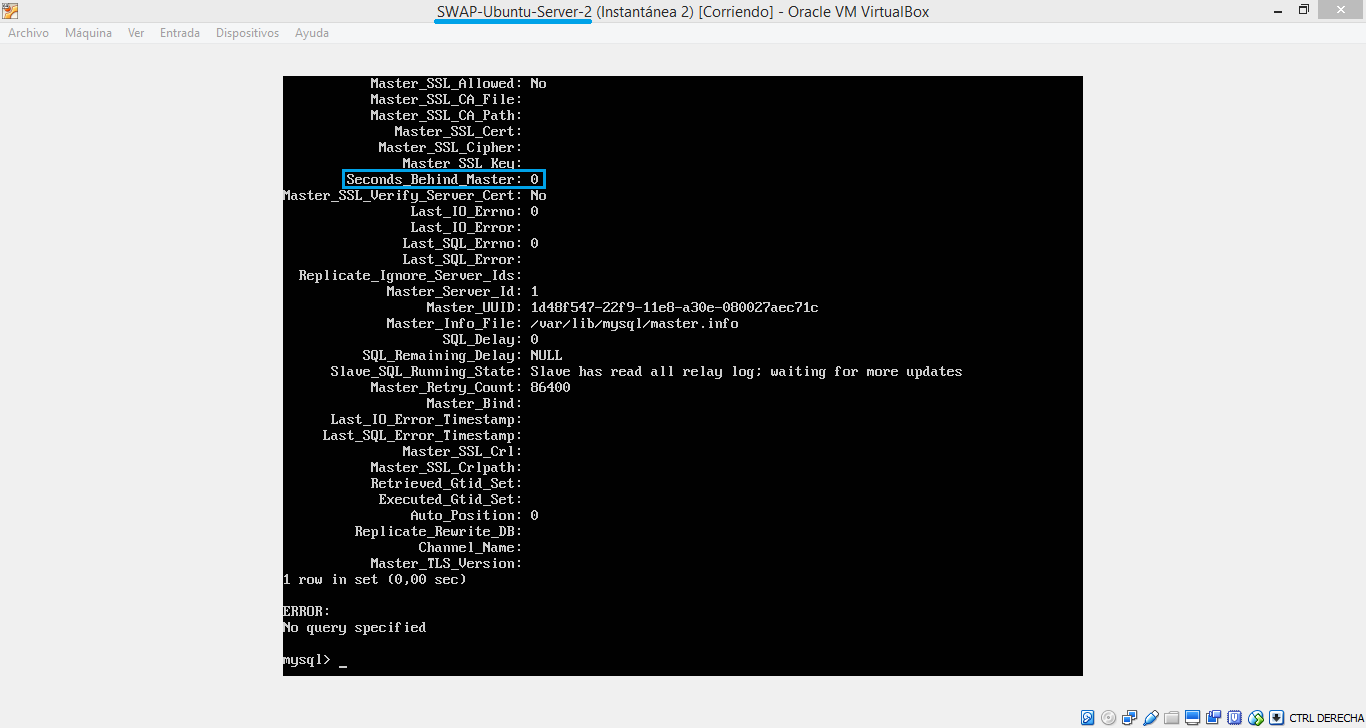 SWAP-Ubuntu-Server-2 (Instantánea 2) [Corriendo] - Oracle VM VirtualBox
Archivo Máquina Ver Entrada Dispositivos Ayuda
Master_SSL_Allowed: No
Master_SSL_CA_File:
Master_SSL_CA_Path:
Master_SSL_Cert:
Master_SSL_Cipher:
Master_SSL_Key:
Seconds_Behind_Master: 0
Master_SSL_Verify_Server_Cert: No
Last_IO_Errno: 0
Last_IO_Error:
Last_SQL_Errno: 0
Last_SQL_Error:
Replicate_Ignore_Server_Ids:
Master_Server_Id: 1
Master_UUID: 1d48f547-22f9-11e8-a30e-080027aec71c
Master_Info_File: /var/lib/mysql/master.info
SQL_Delay: 0
SQL_Remaining_Delay: NULL
Slave_SQL_Running_State: Slave has read all relay log; waiting for more updates
Master_Retry_Count: 86400
Master_Bind:
Last_IO_Error_Timestamp:
Last_SQL_Error_Timestamp:
Master_SSL_Crl:
Master_SSL_Crlpath:
Retrieved_Gtid_Set:
Executed_Gtid_Set:
Auto_Position: 0
Replicate_Rewrite_DB:
Channel_Name:
Master_TLS_Version:
1 row in set (0,00 sec)
ERROR:
No query specified
mysql> _
CTRL DERECHA